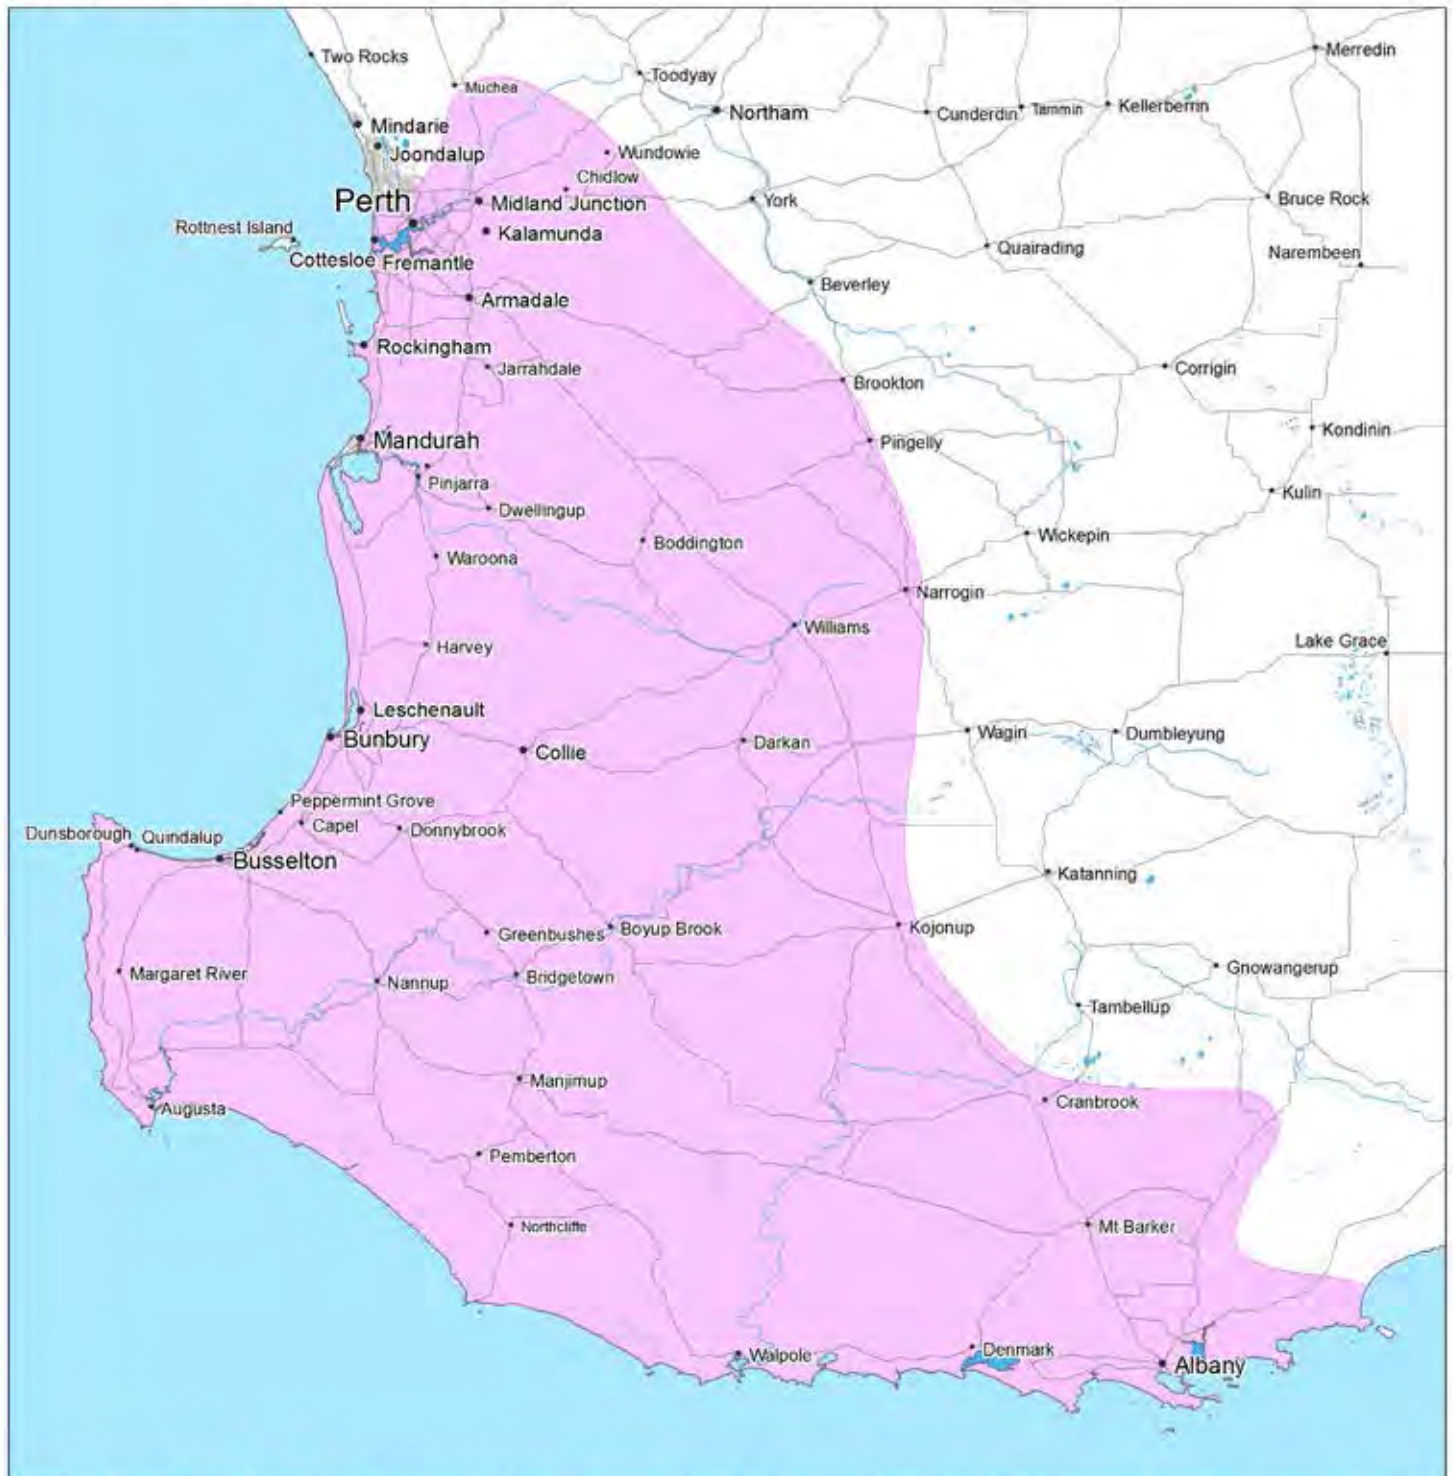 Two Rocks
Merredin
Toodyay
Muchea
Northam
Cunderdin
Tammin
Kellerberrin
Mindarie
Joondalup
Wundowie
Chidlow
Perth
Midland Junction
York
Bruce Rock
Rottnest Island
Kalamunda
Quairading
Narembeen
Cottesloe
Fremantle
Beverley
Armadale
Rockingham
Jarrahdale
Corrigin
Brookton
Kondinin
Mandurah
Pingelly
Pinjarra
Kulin
Dwellingup
Wickepin
Boddington
Waroona
Narrogin
Williams
Lake Grace
Harvey
Leschenault
Bunbury
Wagin
Dumbleyung
Darkan
Collie
Peppermint Grove
Capel
Donnybrook
Dunsborough
Quindalup
Busselton
Katanning
Greenbushes
Boyup Brook
Kojonup
Margaret River
Nannup
Bridgetown
Gnowangerup
Tambellup
Manjimup
Cranbrook
Augusta
Pemberton
Northcliffe
Mt Barker
Walpole
Denmark
Albany